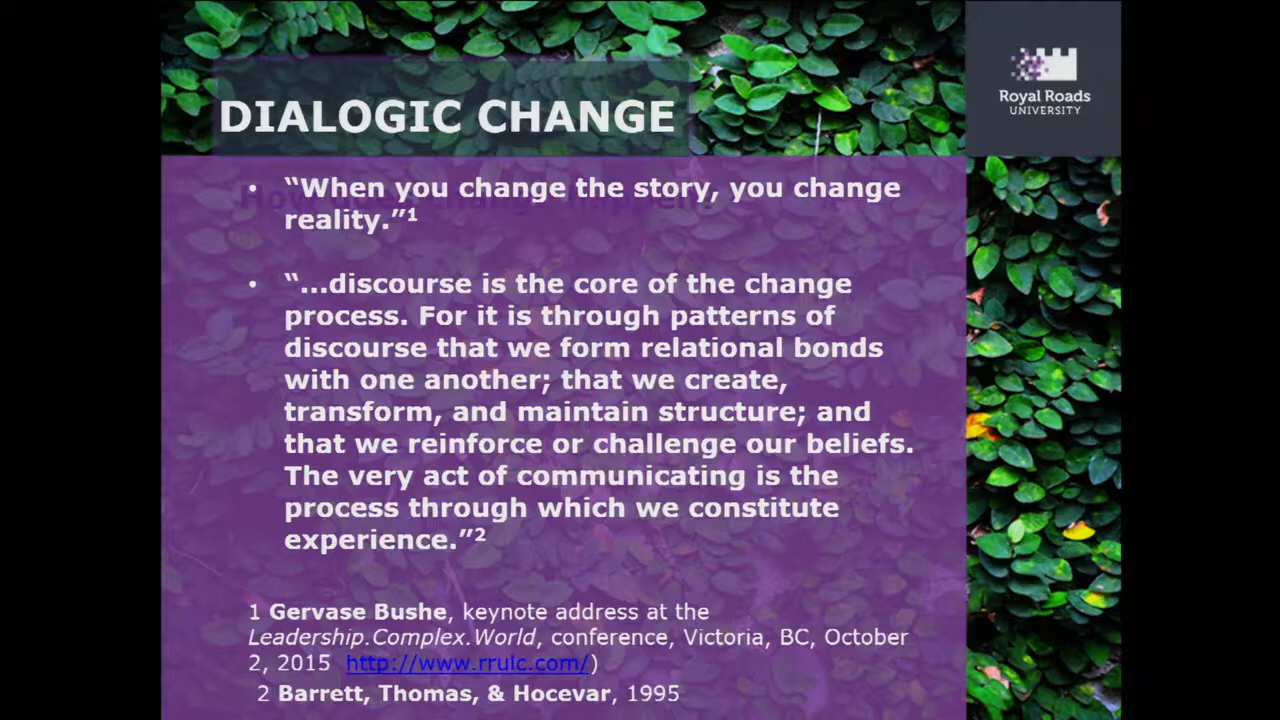 Royal Roads
UNIVERSITY
DIALOGIC CHANGE
• “When you change the story, you change
reality.”1
• “...discourse is the core of the change
process. For it is through patterns of
discourse that we form relational bonds
with one another; that we create,
transform, and maintain structure; and
that we reinforce or challenge our beliefs.
The very act of communicating is the
process through which we constitute
experience.”2
1 Gervase Bushe, keynote address at the
Leadership.Complex.World, conference, Victoria, BC, October
2, 2015 http://www.rrulc.com/)
2 Barrett, Thomas, & Hocevar, 1995